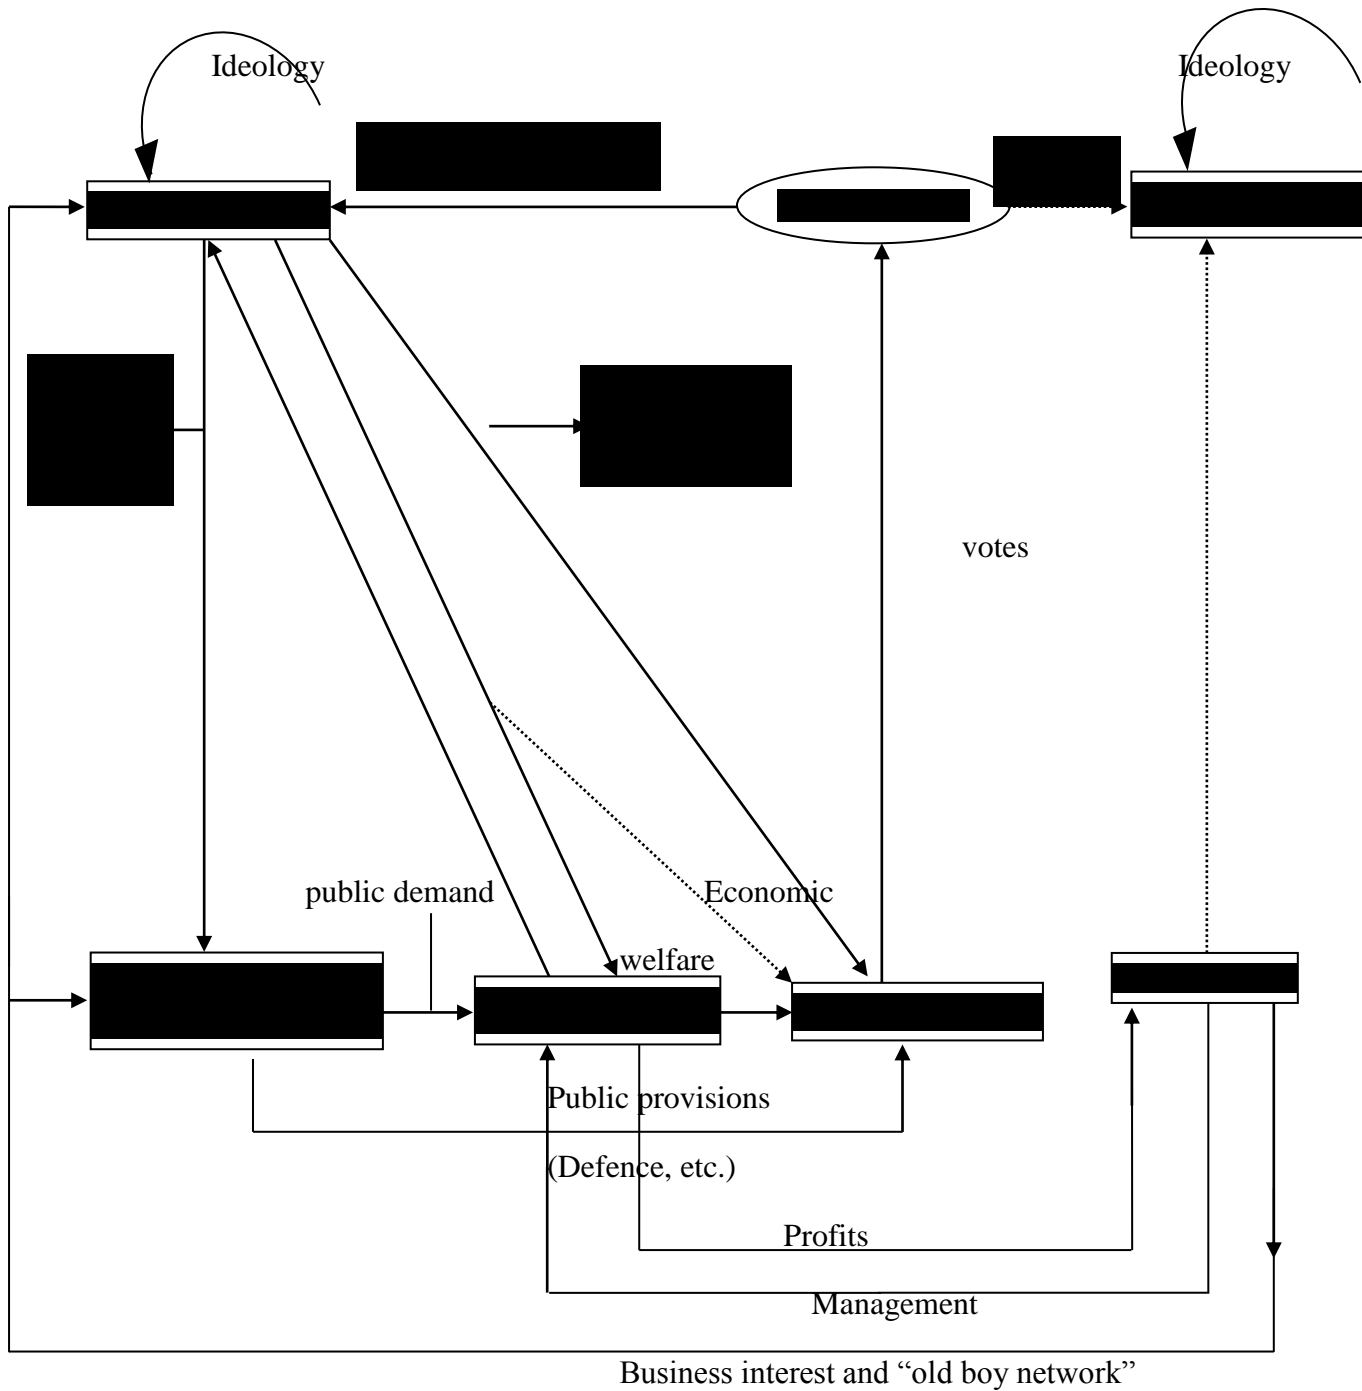 Ideology
Ideology
votes
public demand
Economic
welfare
Public provisions
(Defence, etc.)
Profits
Management
Business interest and “old boy network”